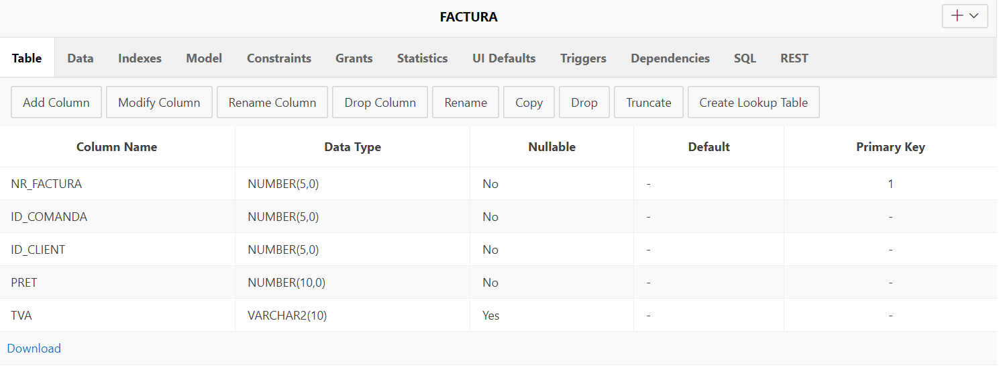 FACTURA
Table Data Indexes Model Constraints Grants Statistics UI Defaults Triggers Dependencies SQL REST
Add Column Modify Column Rename Column Drop Column Rename Copy Drop Truncate Create Lookup Table
Column Name Data Type Nullable Default Primary Key
NR_FACTURA NUMBER(5,0) No - 1
ID_COMANDA NUMBER(5,0) No - -
ID_CLIENT NUMBER(5,0) No - -
PRET NUMBER(10,0) No - -
TVA VARCHAR2(10) Yes - -
Download